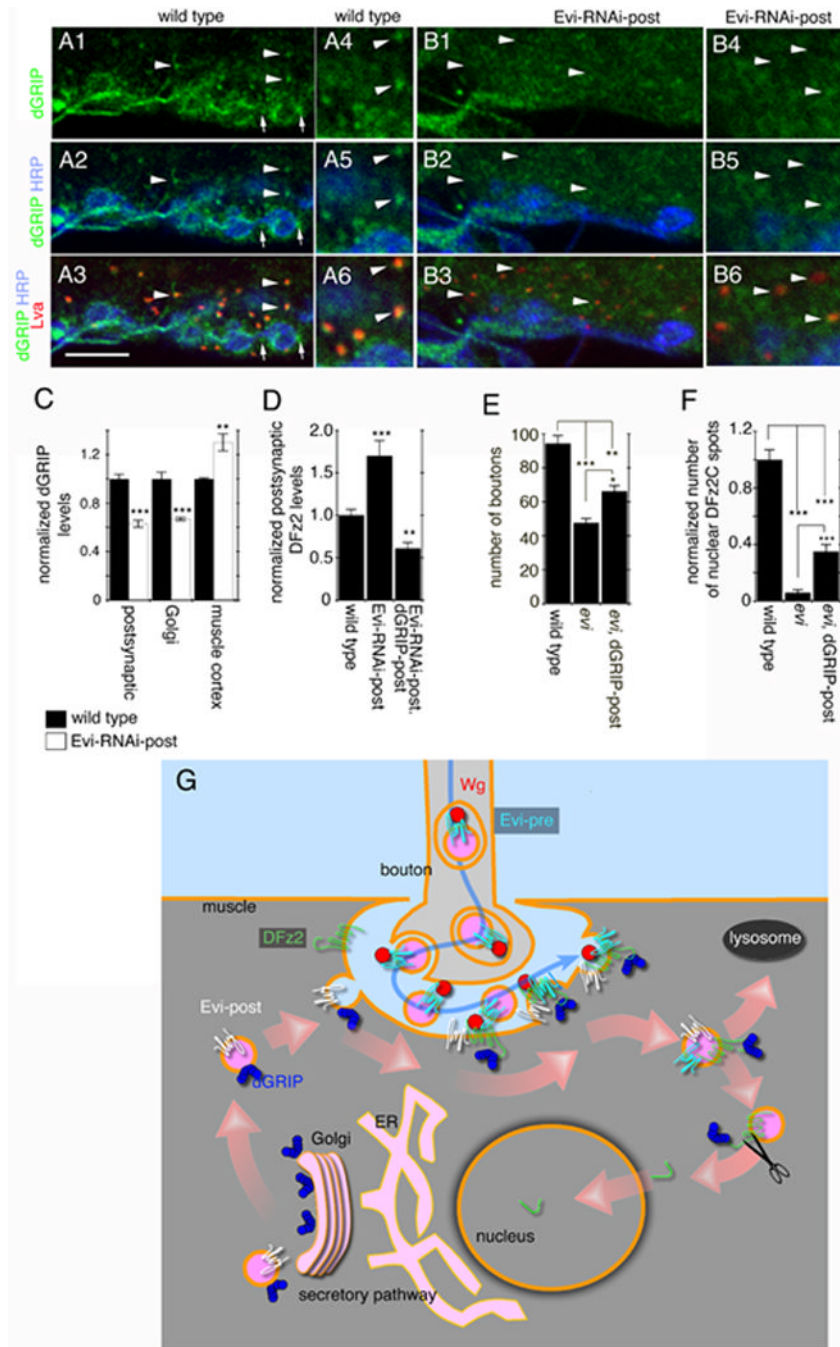 wild type wild type Evi-RNAi-post Evi-RNAi-post
A1 A4 B1 B4
dGRIP
A2 A5 B2 B5
dGRIP HRP
A3 A6 B3 B6
dGRIP HRP
Lva
C
normalized dGRIP
levels
1.2
0.8
0.4
0
***
***
**
postsynaptic
Golgi
muscle cortex
wild type
Evi-RNAi-post
D
normalized postsynaptic
DFz2 levels
2.0
1.5
1.0
0.5
0
***
**
wild type
Evi-RNAi-post
Evi-RNAi-post.
dGRIP-post
E
number of boutons
100
80
60
40
20
0
***
**
*
wild type
evi
evi, dGRIP-post
F
normalized number
of nuclear DFz2C spots
1.2
0.8
0.4
0
***
***
***
wild type
evi
evi, dGRIP-post
G
Wg
Evi-pre
bouton
muscle
DFz2
lysosome
Evi-post
dGRIP
ER
Golgi
nucleus
secretory pathway